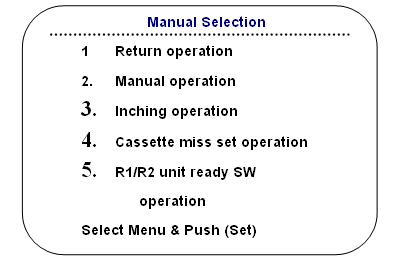 Manual Selection
1 Return operation
2. Manual operation
3. Inching operation
4. Cassette miss set operation
5. R1/R2 unit ready SW
operation
Select Menu & Push (Set)